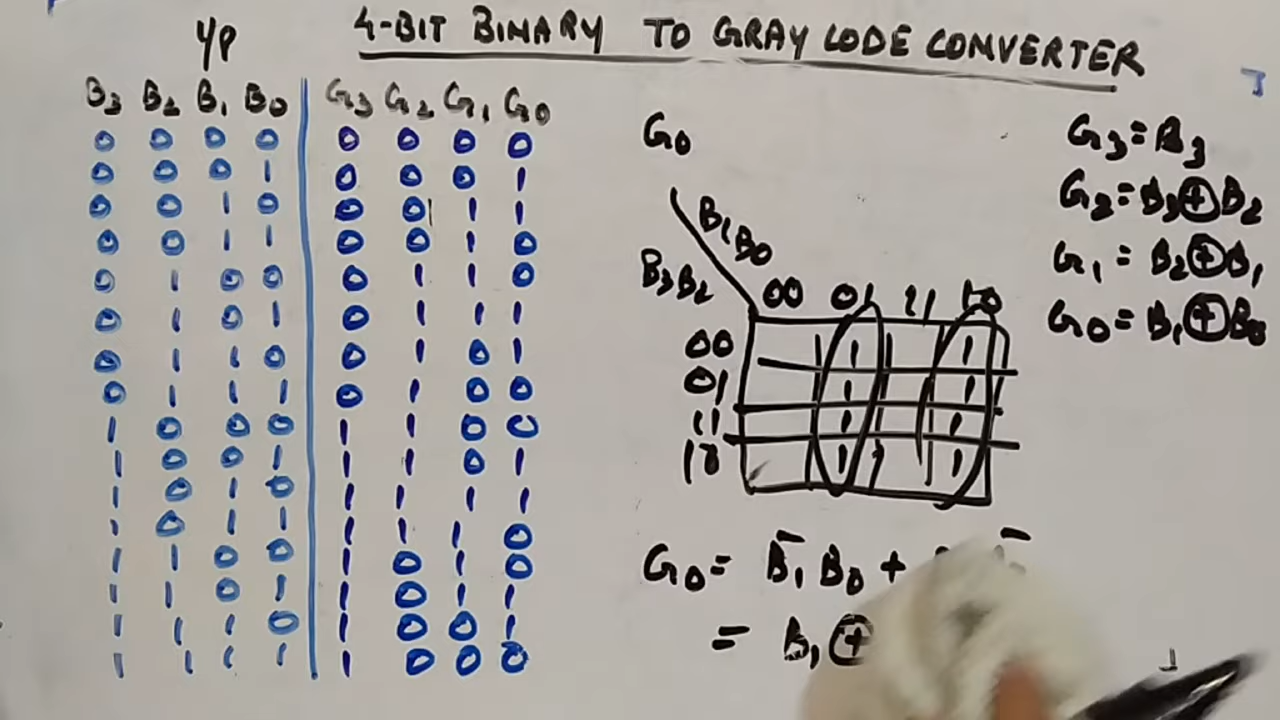 4-BIT BINARY TO GRAY CODE CONVERTER
I/P
B3 B2 B1 B0 G3 G2 G1 G0
0 0 0 0 0 0 0 0
0 0 0 1 0 0 0 1
0 0 1 0 0 0 1 1
0 0 1 1 0 0 1 0
0 1 0 0 0 1 1 0
0 1 0 1 0 1 1 1
0 1 1 0 0 1 0 1
0 1 1 1 0 1 0 0
1 0 0 0 1 1 0 0
1 0 0 1 1 1 0 1
1 0 1 0 1 1 1 1
1 0 1 1 1 1 1 0
1 1 0 0 1 0 1 0
1 1 0 1 1 0 1 1
1 1 1 0 1 0 0 1
1 1 1 1 1 0 0 0
G0
B1B0
B3B2
00 01 11 10
00 1 1
01 1 1
11 1 1
10 1 1
G0 = B̅1 B0 +
= B1 ⊕
G3 = B3
G2 = B3 ⊕ B2
G1 = B2 ⊕ B1
G0 = B1 ⊕ B0